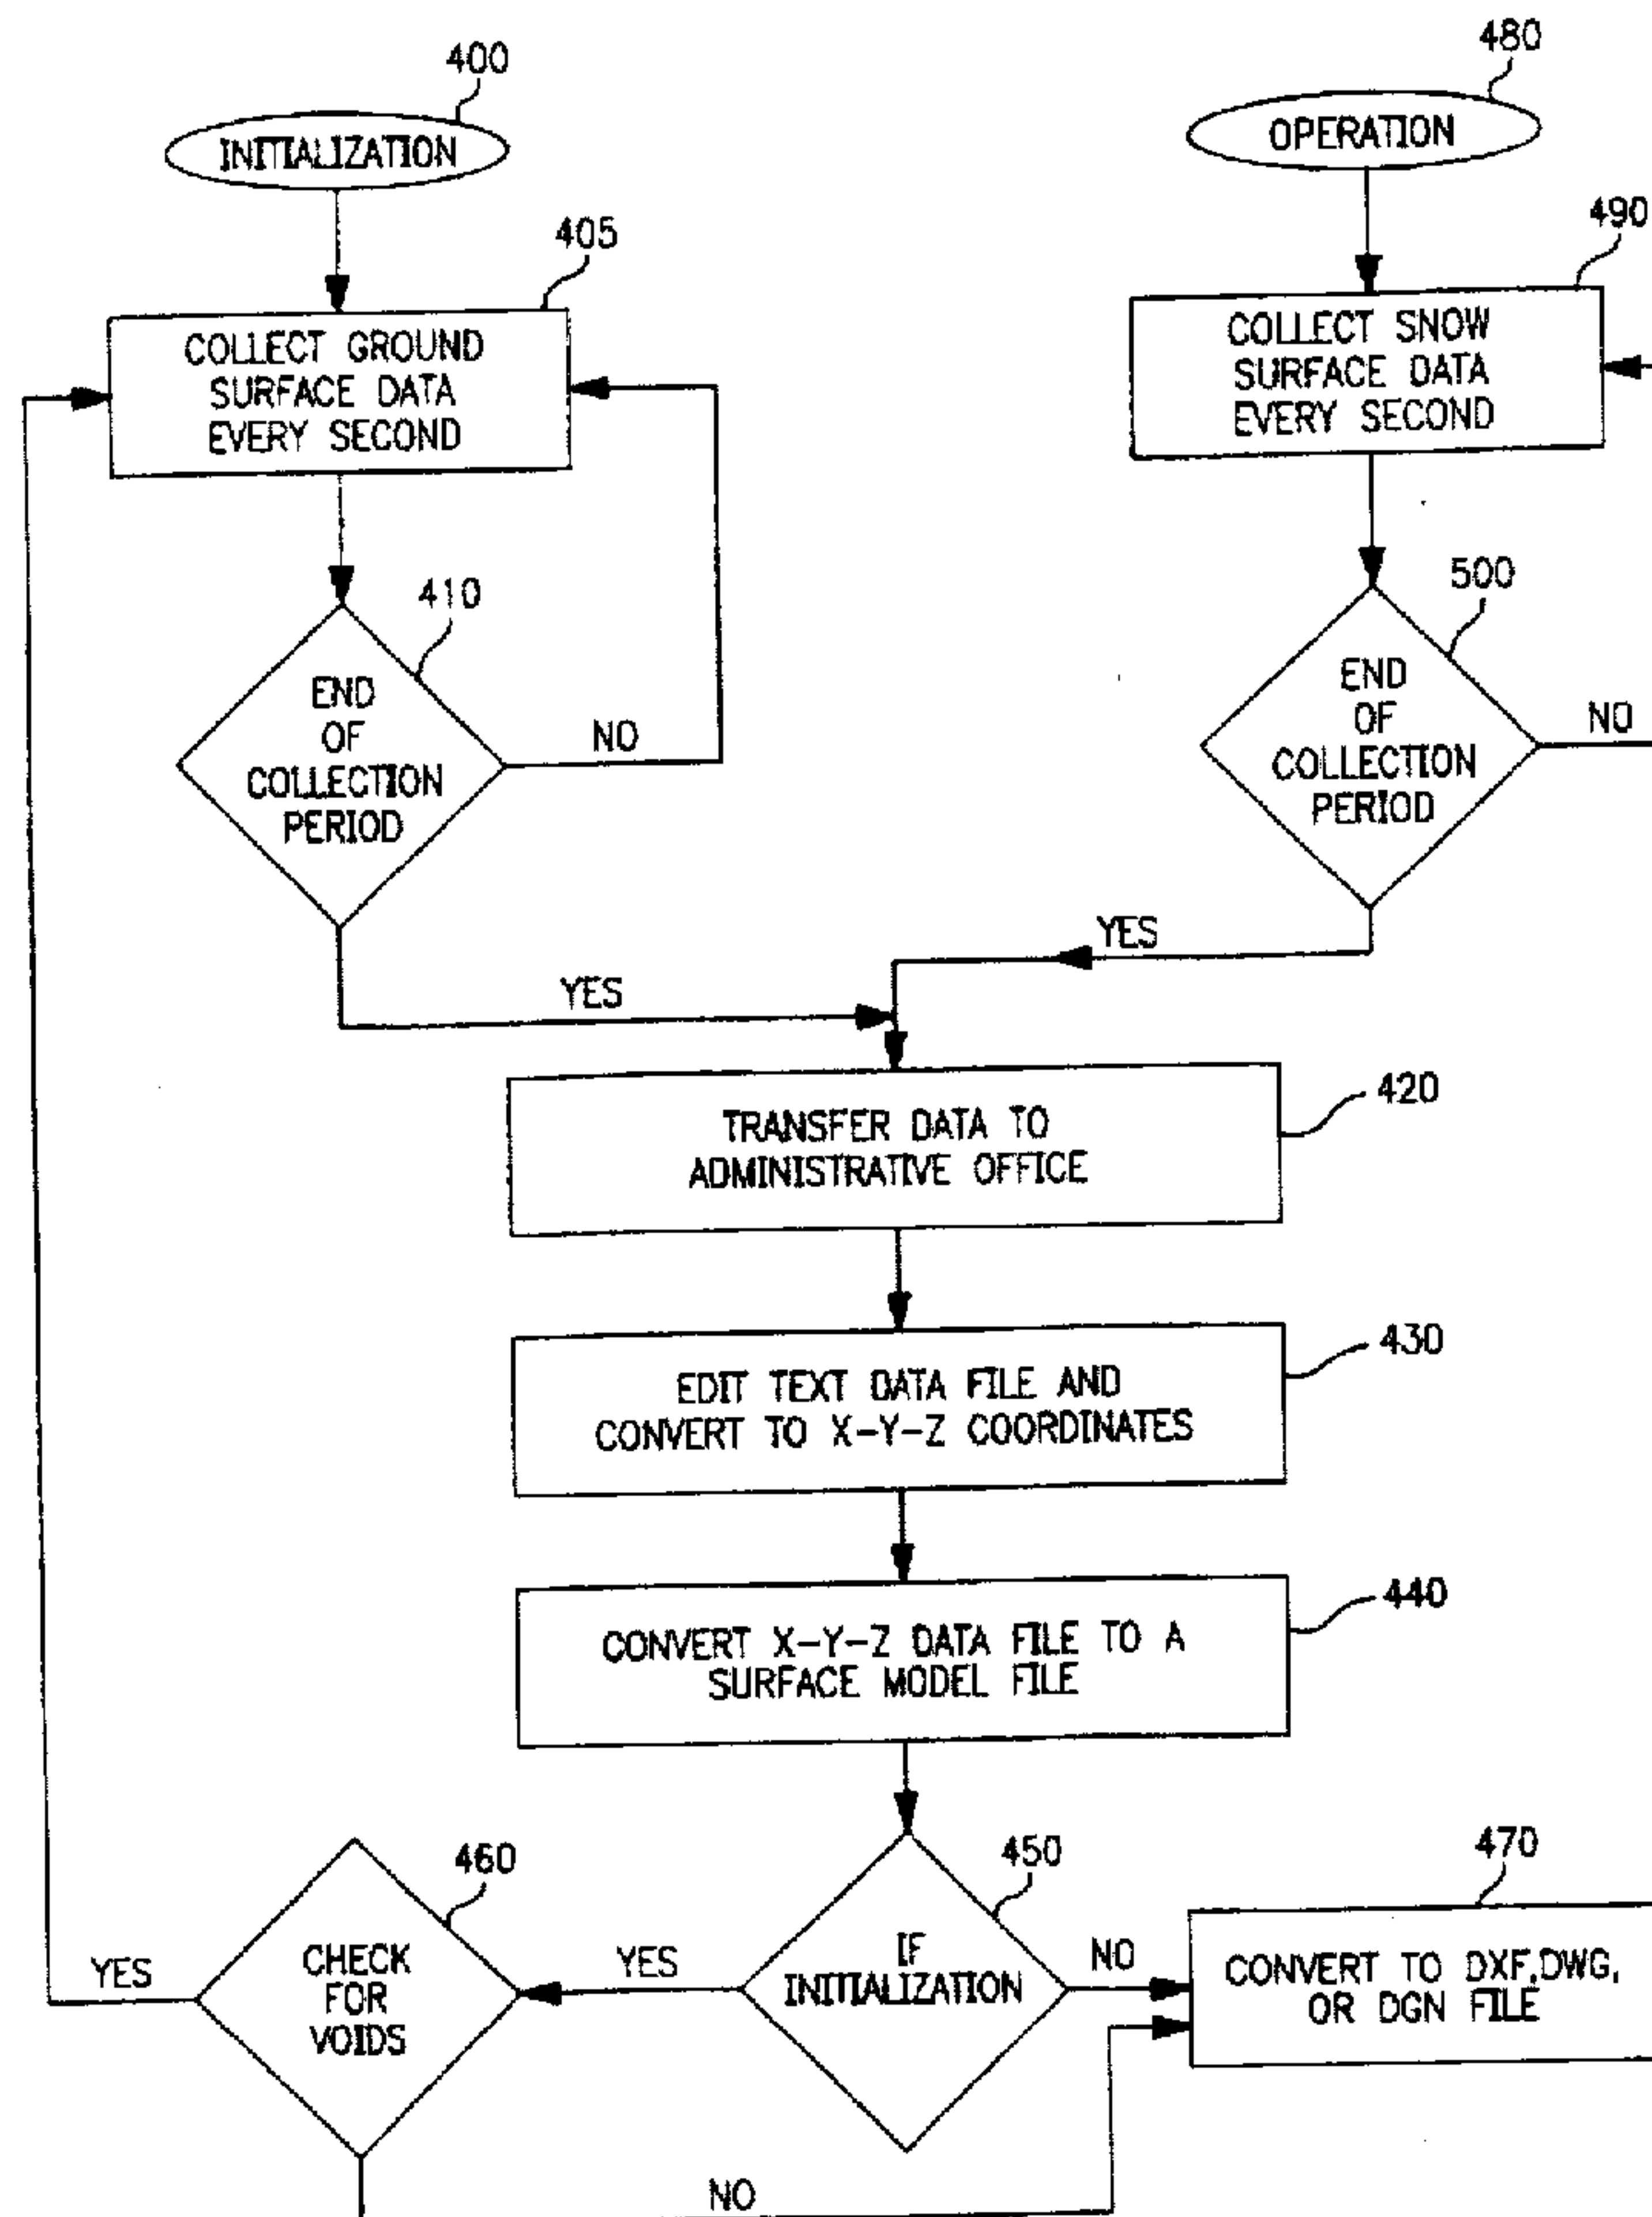 400
INITIALIZATION
480
OPERATION
405
COLLECT GROUND
SURFACE DATA
EVERY SECOND
490
COLLECT SNOW
SURFACE DATA
EVERY SECOND
410
END
OF
COLLECTION
PERIOD
NO
500
END
OF
COLLECTION
PERIOD
NO
YES
YES
420
TRANSFER DATA TO
ADMINISTRATIVE OFFICE
430
EDIT TEXT DATA FILE AND
CONVERT TO X-Y-Z COORDINATES
440
CONVERT X-Y-Z DATA FILE TO A
SURFACE MODEL FILE
450
IF
INITIALIZATION
YES
NO
460
CHECK
FOR
VOIDS
YES
NO
470
CONVERT TO DXF,DWG,
OR DGN FILE